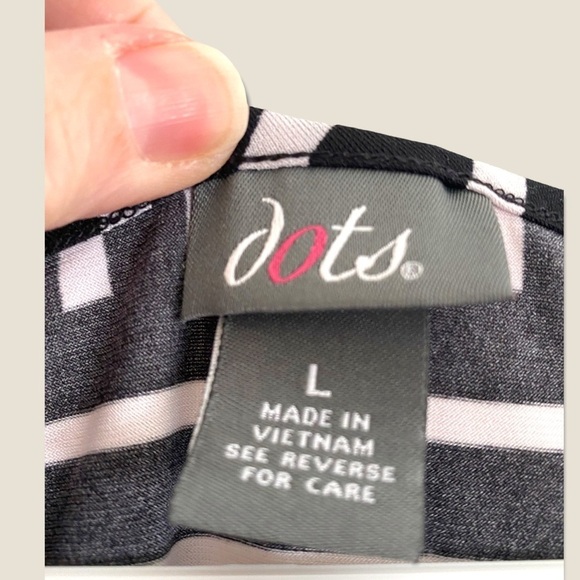 dots®
L
MADE IN
VIETNAM
SEE REVERSE
FOR CARE